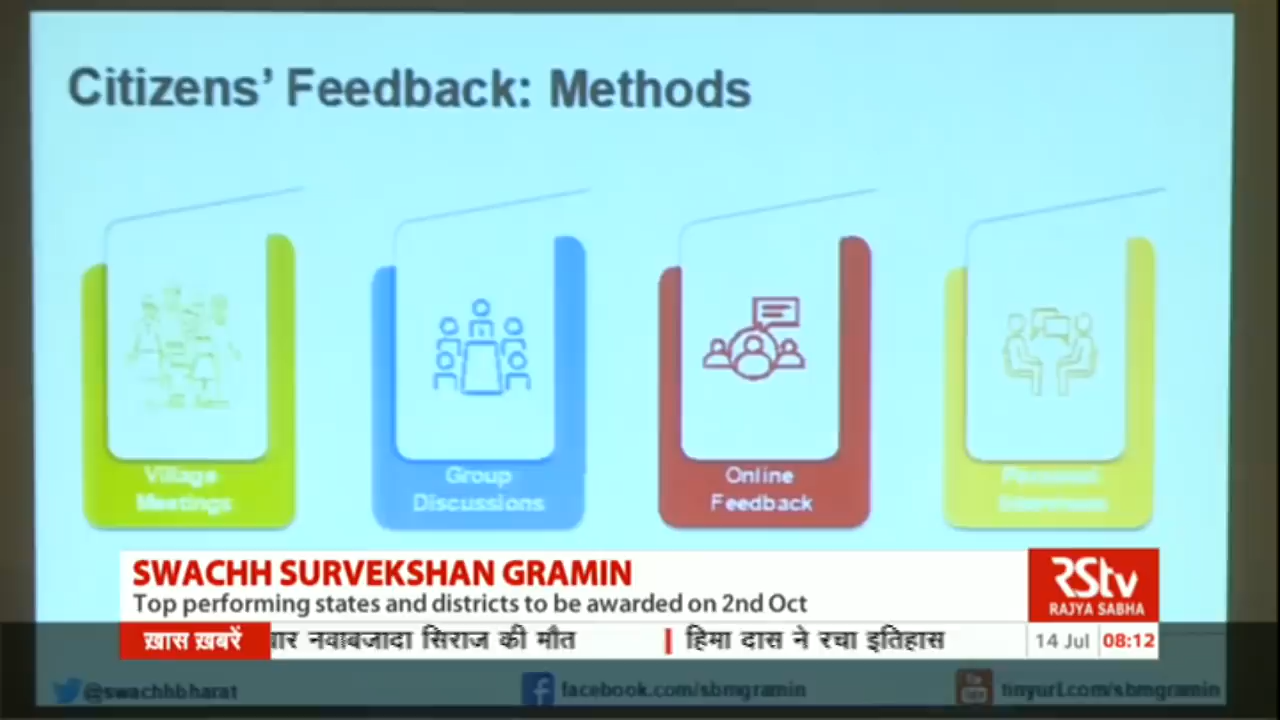 Citizens' Feedback: Methods
Village
Meetings
Group
Discussions
Online
Feedback
Personal
Interviews
SWACHH SURVEKSHAN GRAMIN
Top performing states and districts to be awarded on 2nd Oct
RStv
RAJYA SABHA
ख़ास ख़बरें
वार नवाबजादा सिराज की मौत | हिमा दास ने रचा इतिहास
14 Jul 08:12
@swachhbharat
facebook.com/sbmgramin
tinyurl.com/sbmgramin